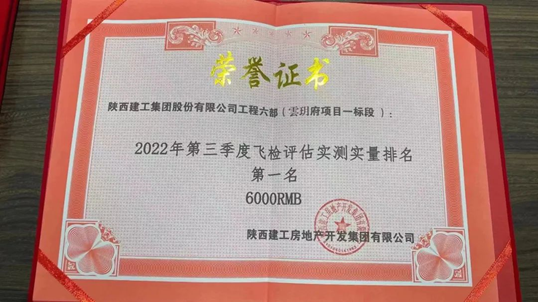 荣誉证书
陕西建工集团股份有限公司工程六部（雲玥府项目一标段）：
2022年第三季度飞检评估实测实量排名
第一名
6000RMB
陕西建工房地产开发集团有限公司